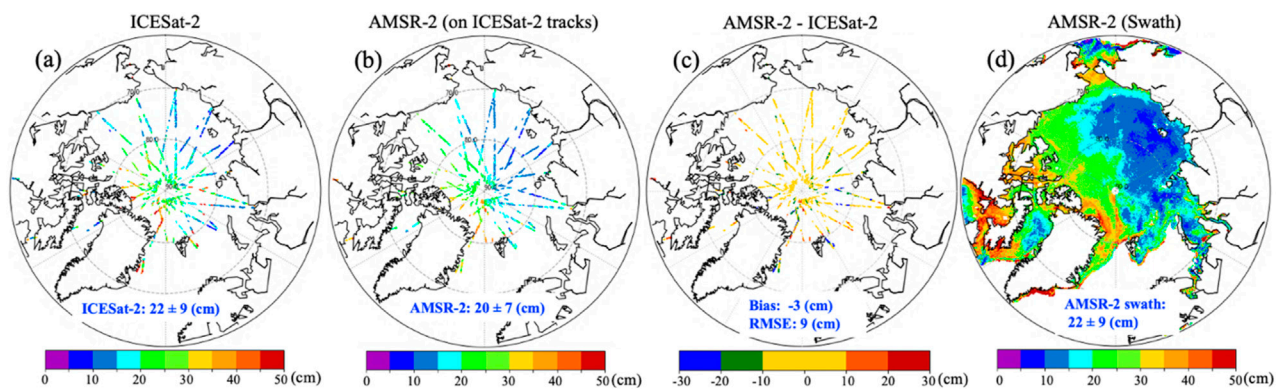 ICESat-2
AMSR-2 (on ICESat-2 tracks)
AMSR-2 - ICESat-2
AMSR-2 (Swath)
(a)
(b)
(c)
(d)
ICESat-2: 22 ± 9 (cm)
AMSR-2: 20 ± 7 (cm)
Bias: -3 (cm)
RMSE: 9 (cm)
AMSR-2 swath:
22 ± 9 (cm)
0 10 20 30 40 50 (cm)
0 10 20 30 40 50 (cm)
-30 -20 -10 0 10 20 30 (cm)
0 10 20 30 40 50 (cm)